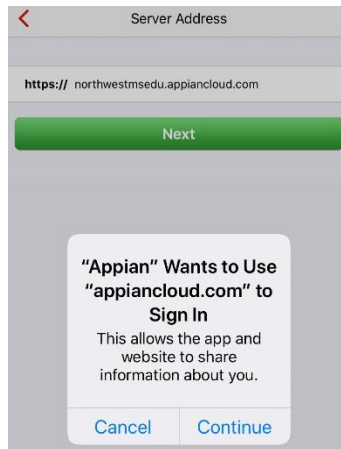 Server Address
https:// northwestmsedu.appiancloud.com
Next
“Appian” Wants to Use
“appiancloud.com” to
Sign In
This allows the app and
website to share
information about you.
Cancel Continue